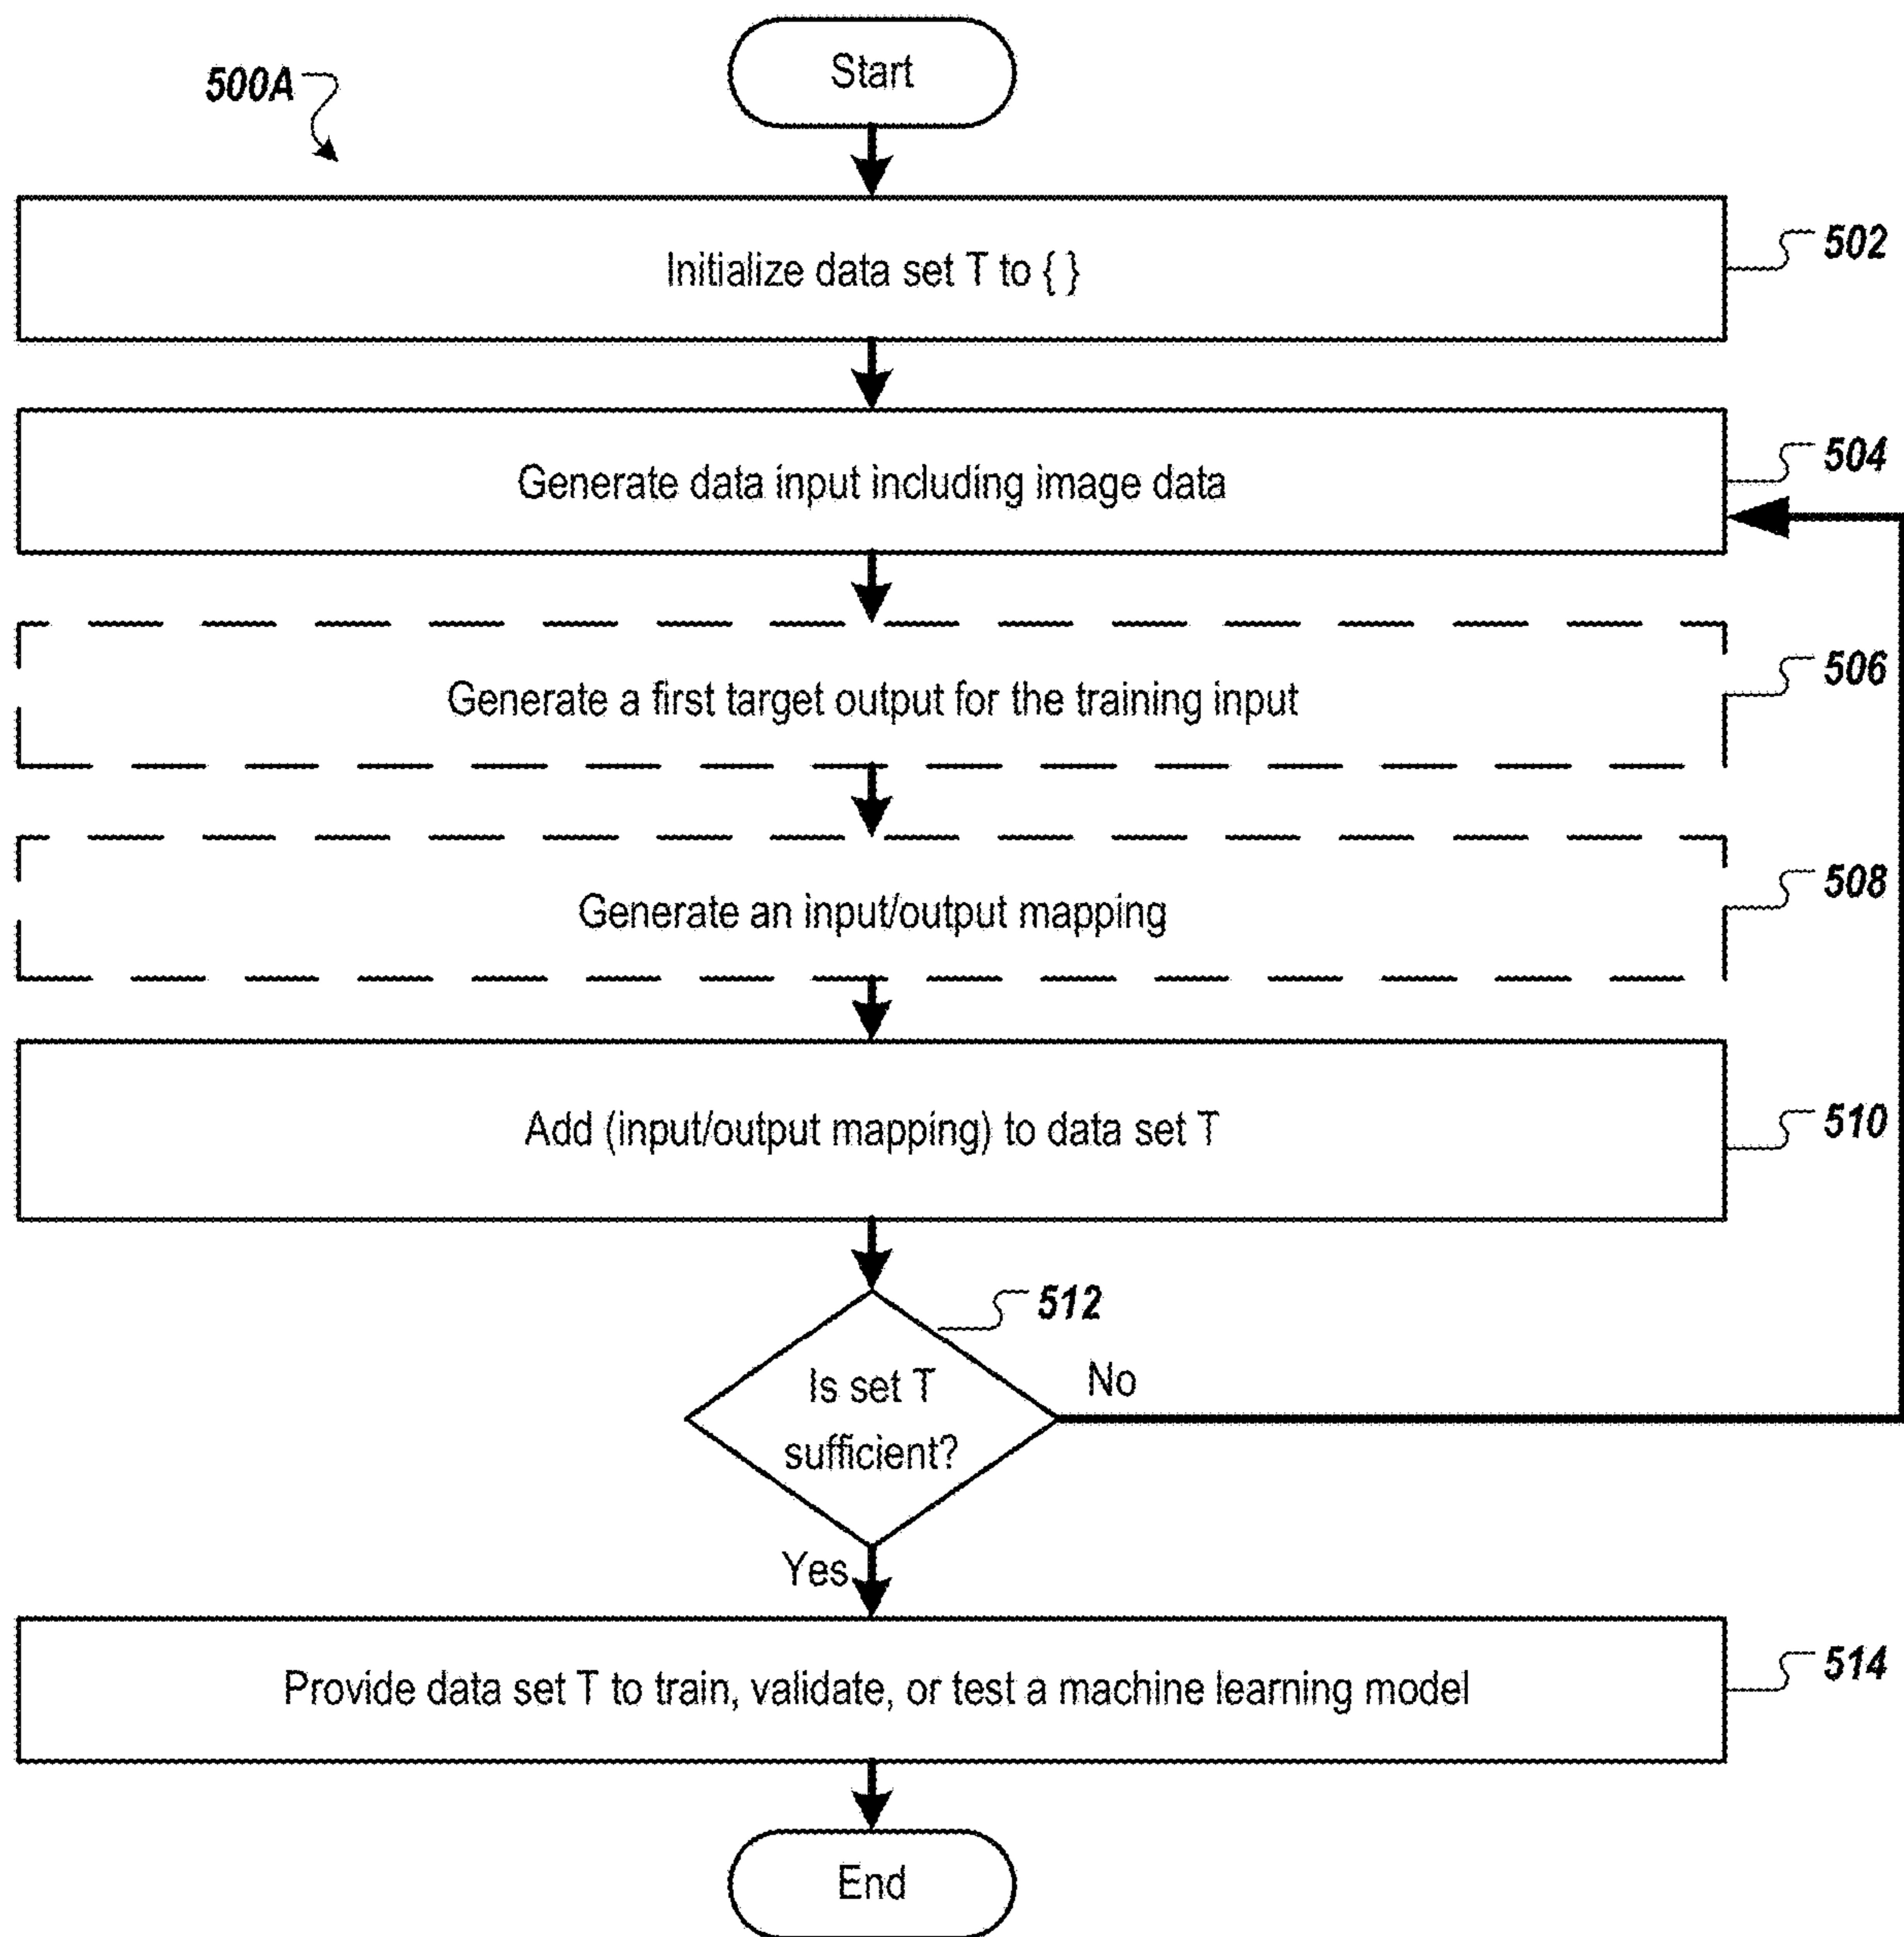 Start
500A
Initialize data set T to { }
502
Generate data input including image data
504
Generate a first target output for the training input
506
Generate an input/output mapping
508
Add (input/output mapping) to data set T
510
512
Is set T
sufficient?
No
Yes
Provide data set T to train, validate, or test a machine learning model
514
End